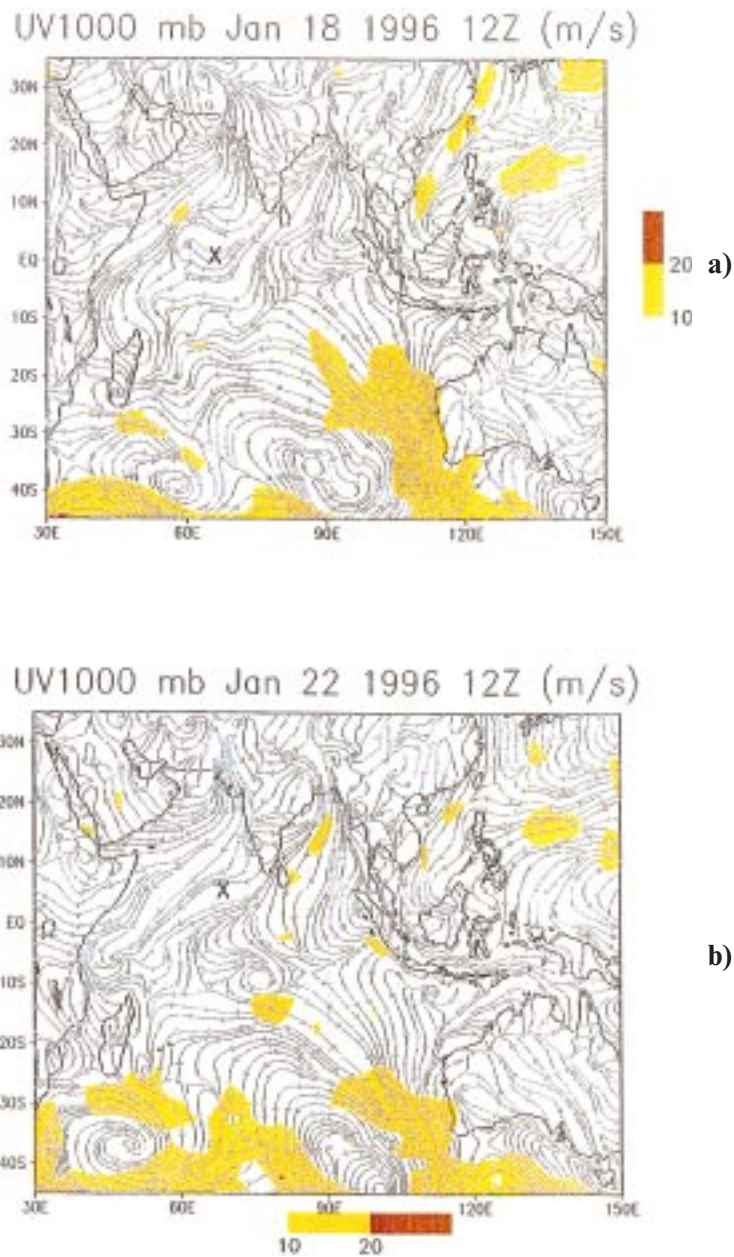 UV1000 mb Jan 18 1996 12Z (m/s)
30N
20N
10N
EQ
10S
20S
30S
40S
30E 60E 90E 120E 150E
X
20
10
a)
UV1000 mb Jan 22 1996 12Z (m/s)
30N
20N
10N
EQ
10S
20S
30S
40S
30E 60E 90E 120E 150E
X
10 20
b)